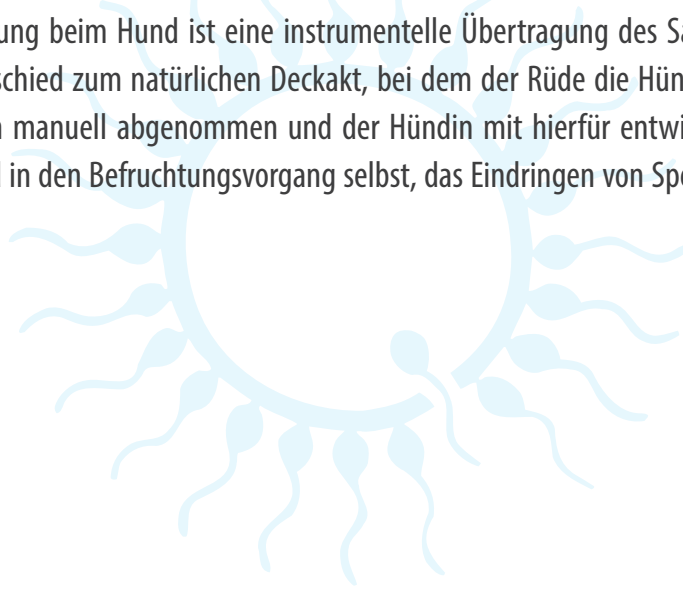 ung beim Hund ist eine instrumentelle Übertragung des Sa
schied zum natürlichen Deckakt, bei dem der Rüde die Hün
manuell abgenommen und der Hündin mit hierfür entwi
in den Befruchtungsvorgang selbst, das Eindringen von Spe